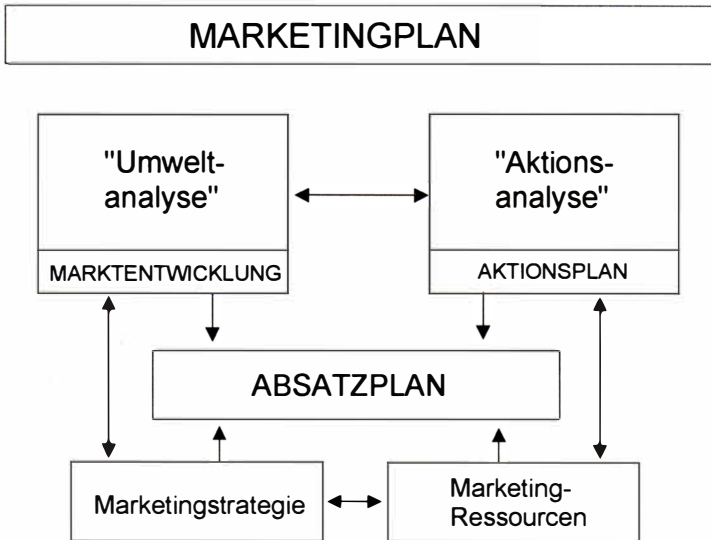 MARKETINGPLAN
"Umwelt-
analyse"
MARKTENTWICKLUNG
"Aktions-
analyse"
AKTIONSPLAN
ABSATZPLAN
Marketingstrategie
Marketing-
Ressourcen